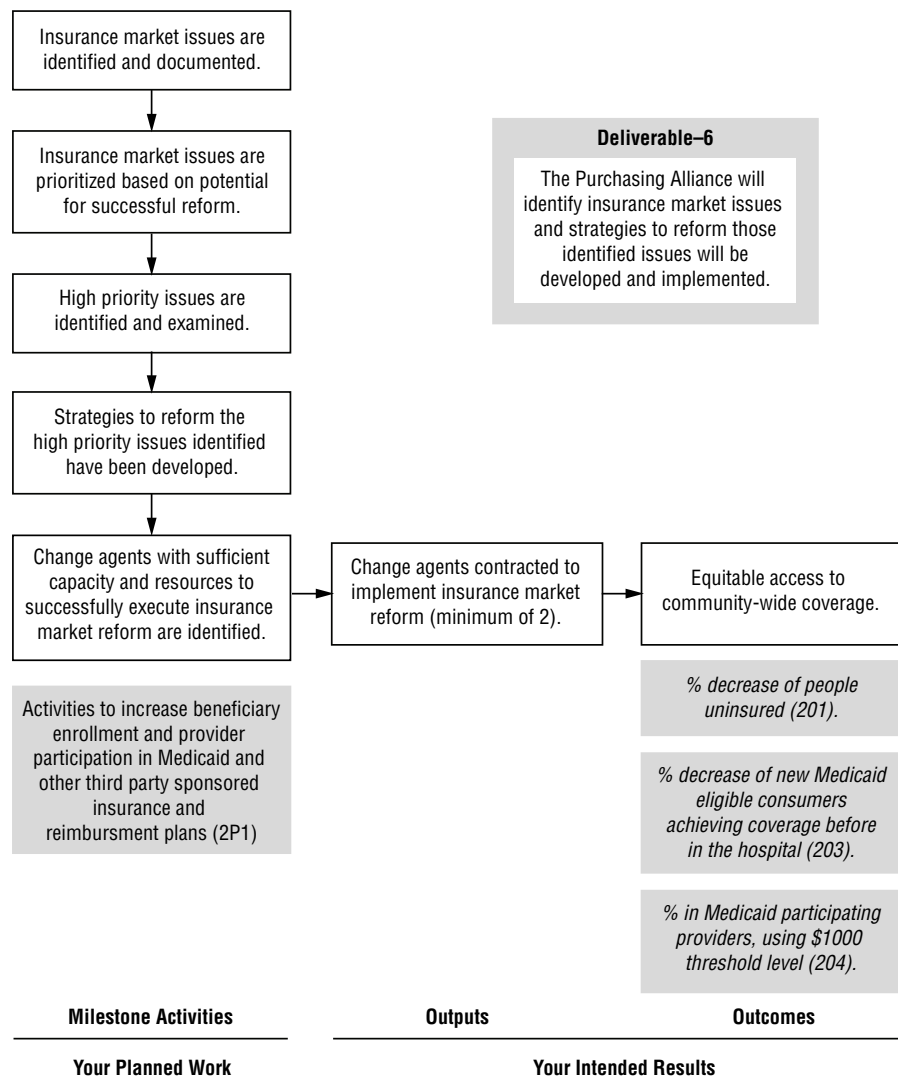 Insurance market issues are
identified and documented.
Insurance market issues are
prioritized based on potential
for successful reform.
High priority issues are
identified and examined.
Strategies to reform the
high priority issues identified
have been developed.
Change agents with sufficient
capacity and resources to
successfully execute insurance
market reform are identified.
Activities to increase beneficiary
enrollment and provider
participation in Medicaid and
other third party sponsored
insurance and
reimbursment plans (2P1)
Deliverable–6
The Purchasing Alliance will
identify insurance market issues
and strategies to reform those
identified issues will be
developed and implemented.
Change agents contracted to
implement insurance market
reform (minimum of 2).
Equitable access to
community-wide coverage.
% decrease of people
uninsured (201).
% decrease of new Medicaid
eligible consumers
achieving coverage before
in the hospital (203).
% in Medicaid participating
providers, using $1000
threshold level (204).
Milestone Activities
Outputs
Outcomes
Your Planned Work
Your Intended Results